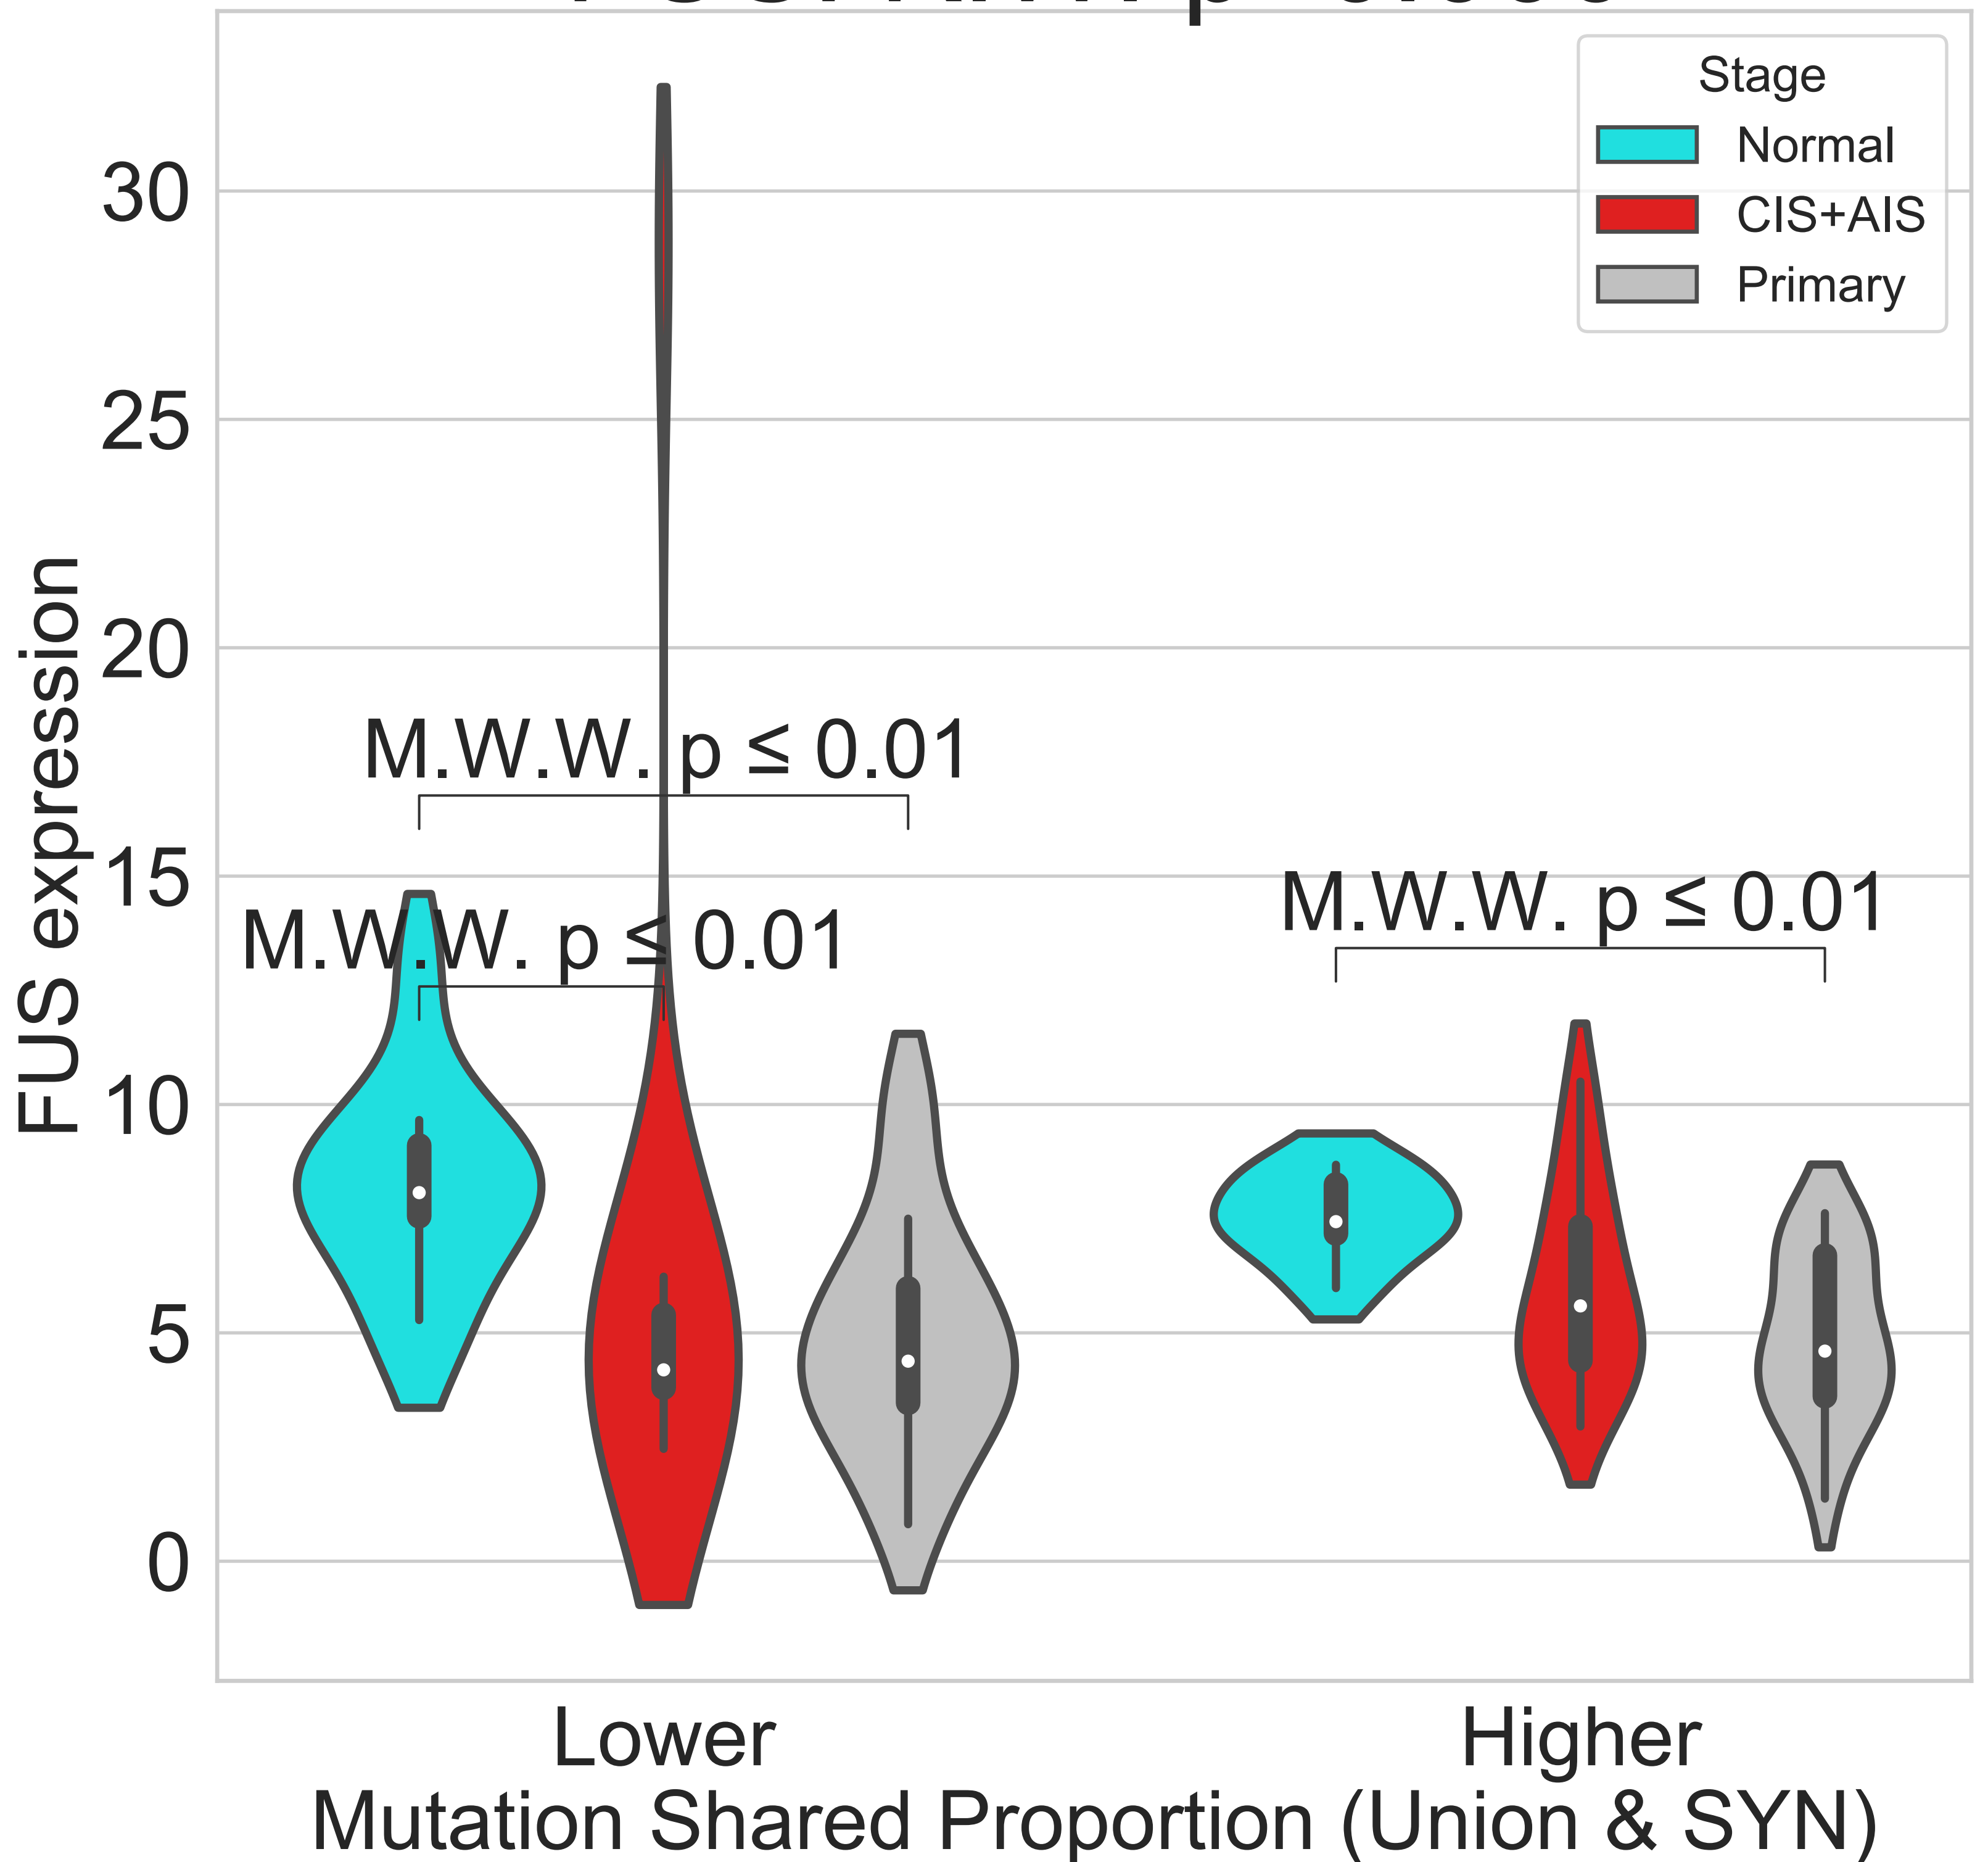 Stage
Normal
CIS+AIS
Primary
30
25
20
15
10
5
0
FUS expression
M.W.W. p ≤ 0.01
M.W.W. p ≤ 0.01
M.W.W. p ≤ 0.01
Lower
Higher
Mutation Shared Proportion (Union & SYN)